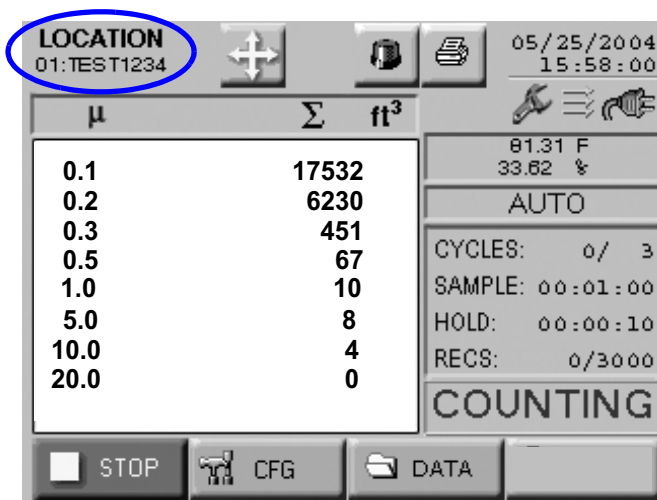 LOCATION
01:TEST1234
05/25/2004
15:58:00
µ Σ ft³
0.1 17532
0.2 6230
0.3 451
0.5 67
1.0 10
5.0 8
10.0 4
20.0 0
81.31 F
33.62 %
AUTO
CYCLES: 0/ 3
SAMPLE: 00:01:00
HOLD: 00:00:10
RECS: 0/3000
COUNTING
STOP CFG DATA